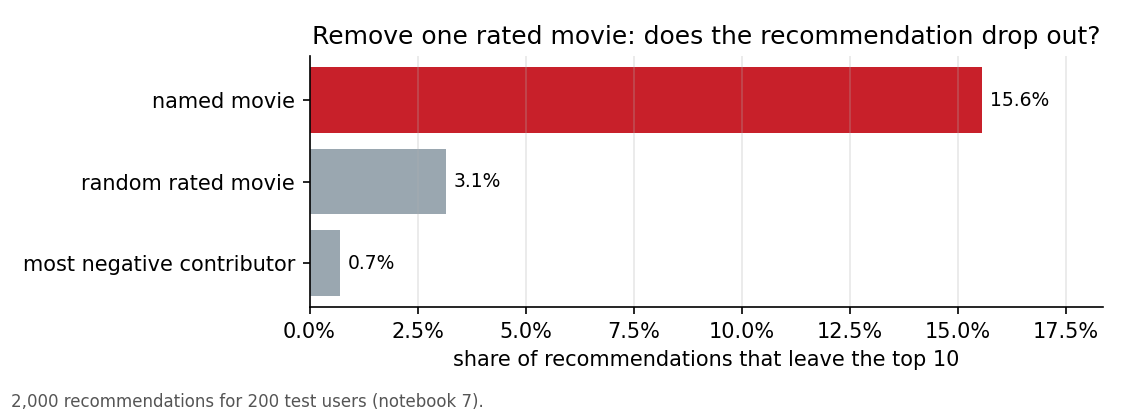 Remove one rated movie: does the recommendation drop out?
named movie
15.6%
random rated movie
3.1%
most negative contributor
0.7%
0.0% 2.5% 5.0% 7.5% 10.0% 12.5% 15.0% 17.5%
share of recommendations that leave the top 10
2,000 recommendations for 200 test users (notebook 7).